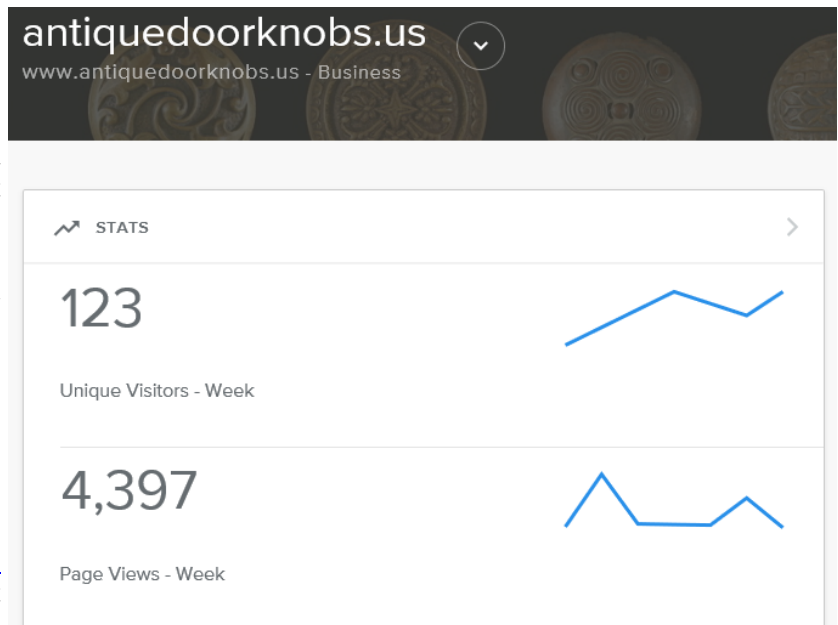 antiquedoorknobs.us
www.antiquedoorknobs.us - Business
STATS
123
Unique Visitors - Week
4,397
Page Views - Week